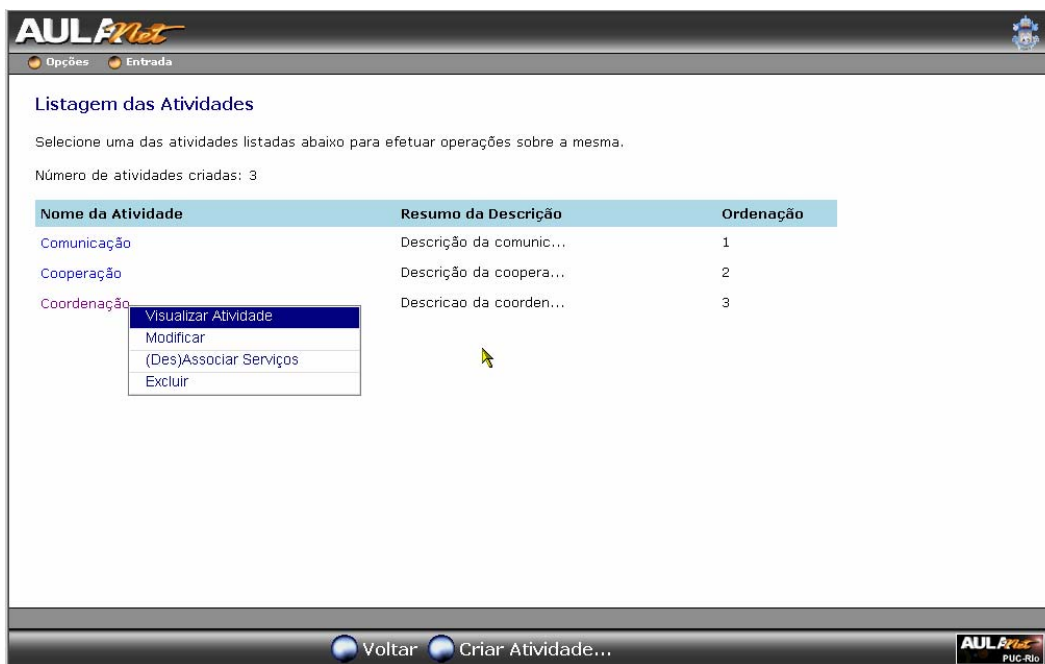 AULANet
Opções Entrada
Listagem das Atividades
Selecione uma das atividades listadas abaixo para efetuar operações sobre a mesma.
Número de atividades criadas: 3
Nome da Atividade Resumo da Descrição Ordenação
Comunicação Descrição da comunic... 1
Cooperação Descrição da coopera... 2
Coordenação Descricao da coorden... 3
Visualizar Atividade
Modificar
(Des)Associar Serviços
Excluir
Voltar Criar Atividade...
AULANet
PUC-Rio